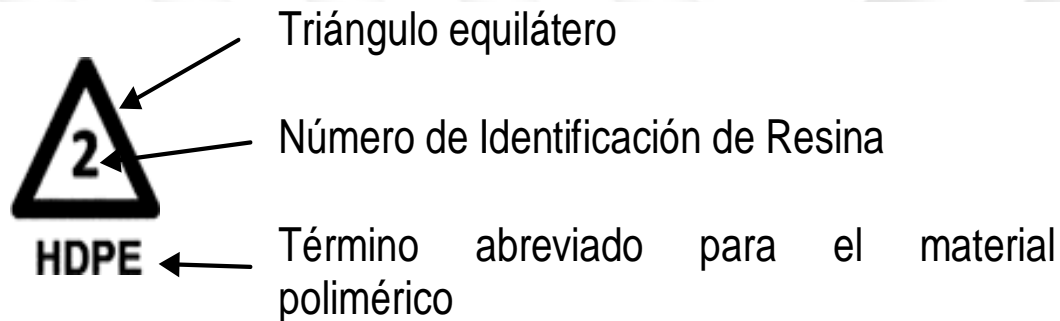 Triángulo equilátero
2
Número de Identificación de Resina
HDPE
Término abreviado para el material
polimérico